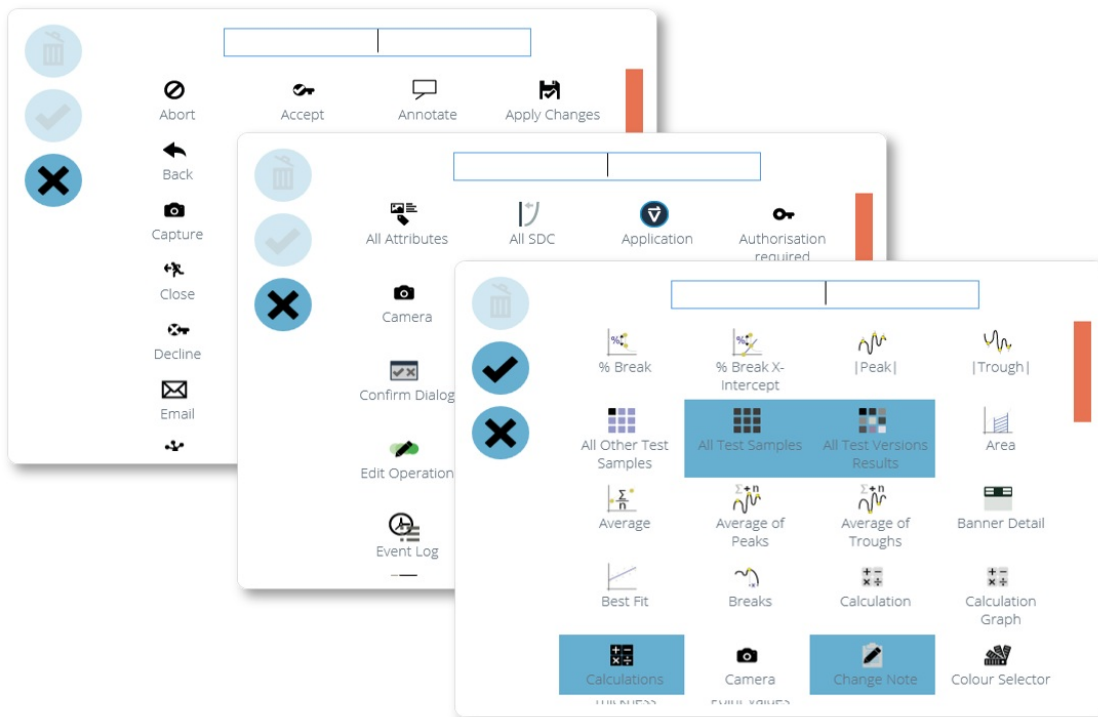 Abort Accept Annotate Apply Changes
Back
Capture
Close
Decline
Email
All Attributes All SDC Application Authorisation
required
Camera
Confirm Dialog
Edit Operation
Event Log
% Break % Break X- |Peak| |Trough|
Intercept
All Other Test All Test Samples All Test Versions Area
Samples Results
Average Average of Average of Banner Detail
Peaks Troughs
Best Fit Breaks Calculation Calculation
Graph
Calculations Camera Change Note Colour Selector